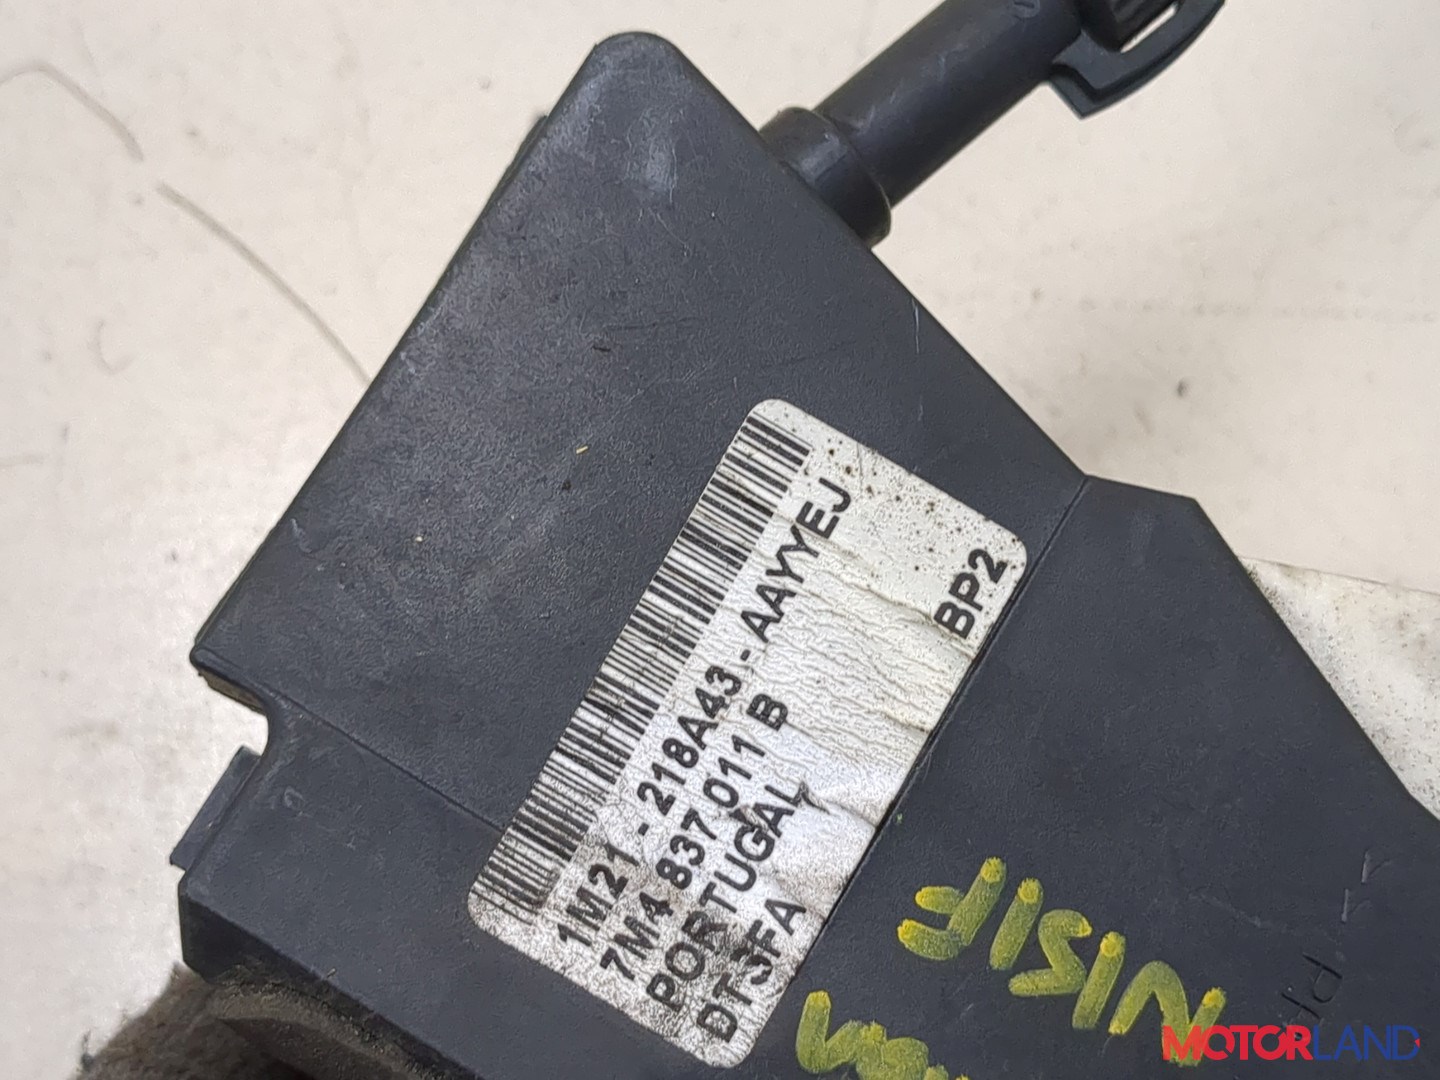 1M21-218A43-AAYYEJ
7M4 837 011 B
PORTUGAL
DT3FA
BP2
MOTORLAND